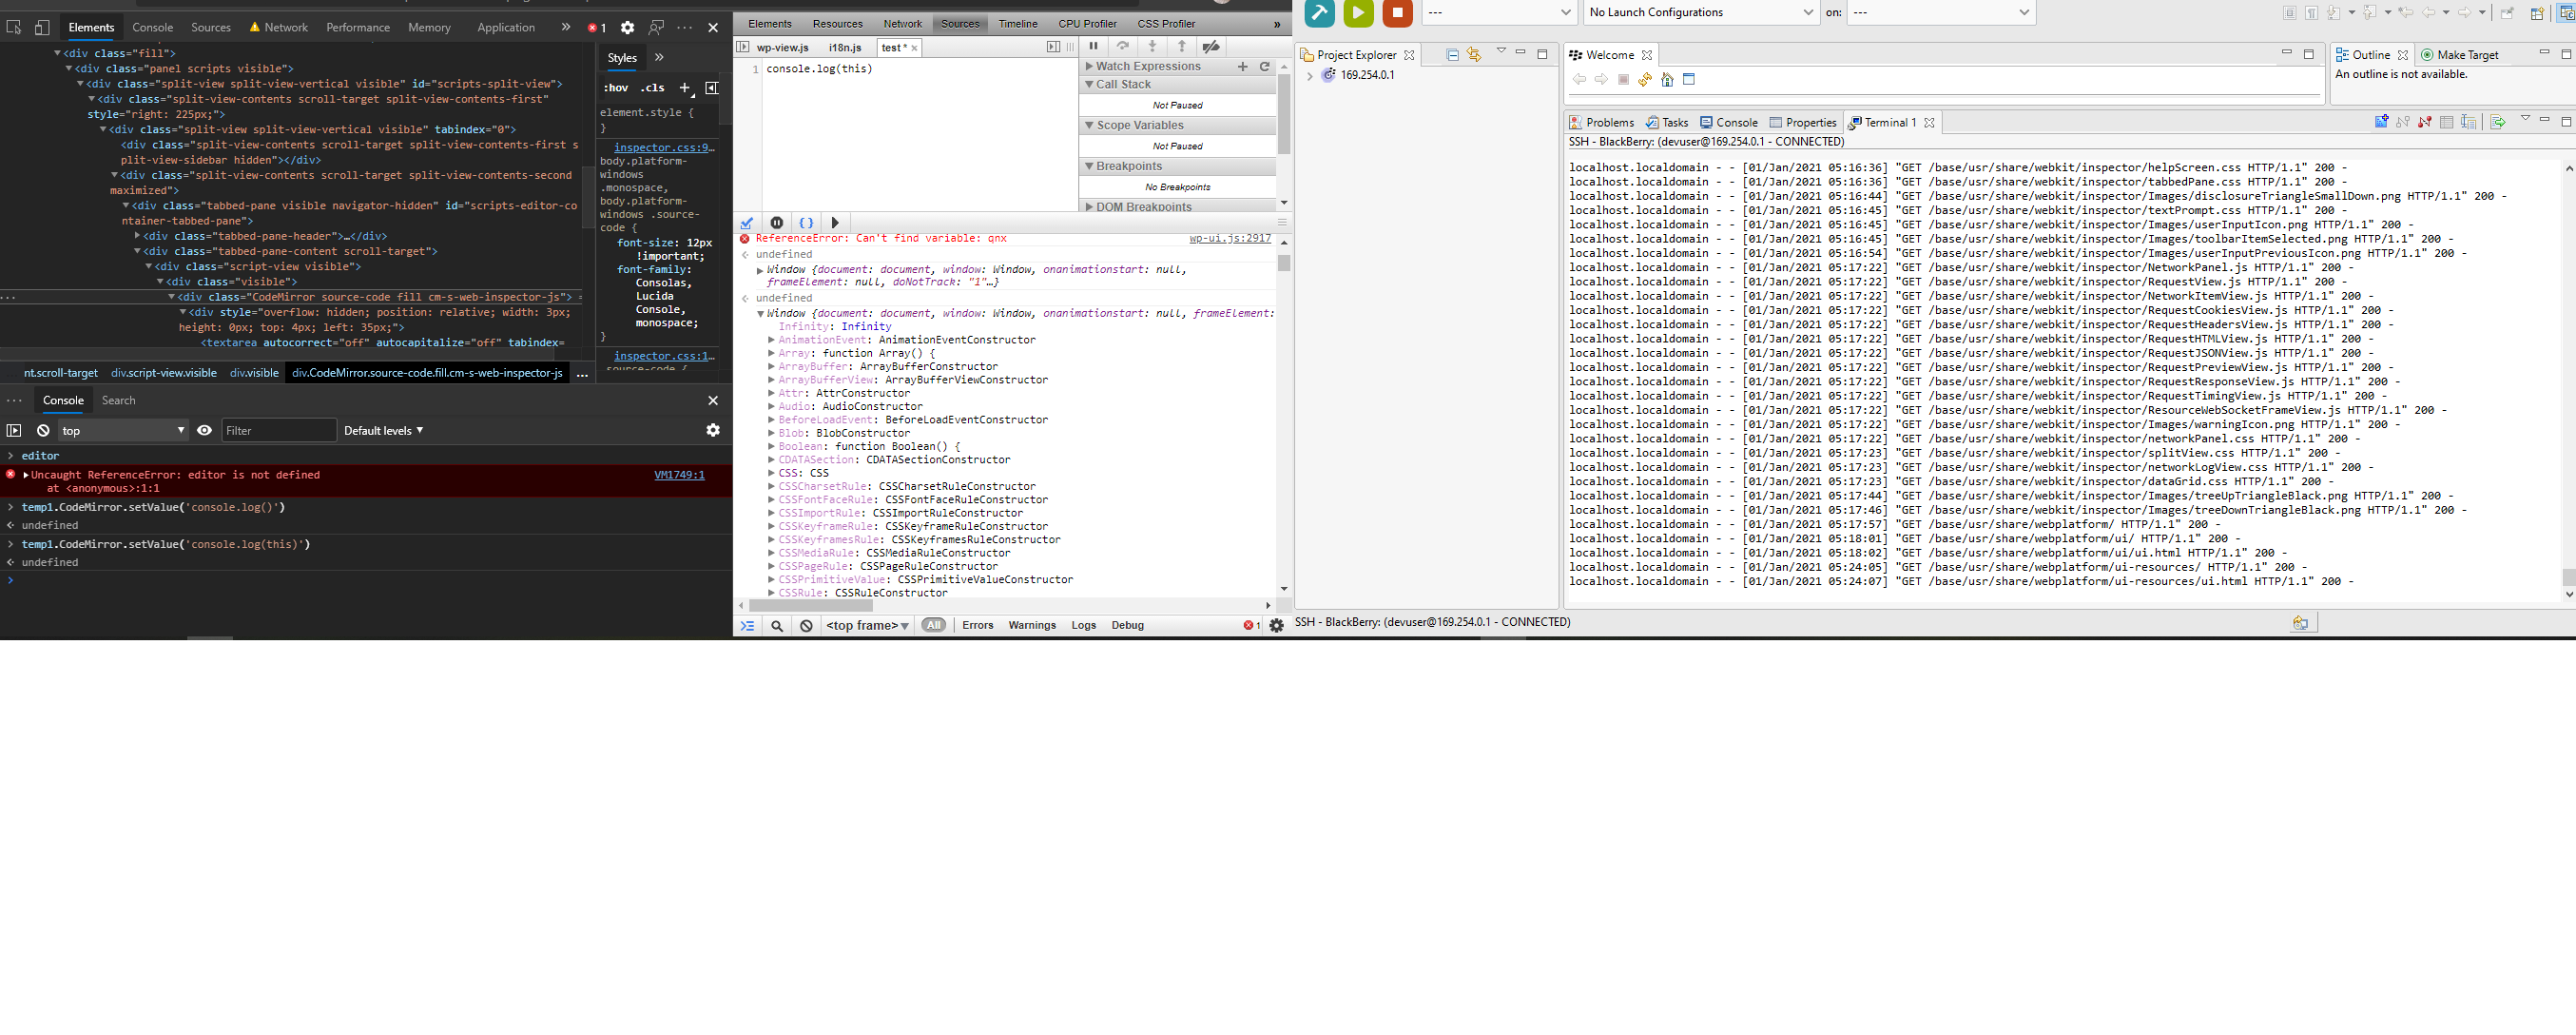 Elements
Console
Sources
Network
Performance
Memory
Application
»
1
<div class="fill">
<div class="panel scripts visible">
<div class="split-view split-view-vertical visible" id="scripts-split-view">
<div class="split-view-contents scroll-target split-view-contents-first"
style="right: 225px;">
<div class="split-view split-view-vertical visible" tabindex="0">
<div class="split-view-contents scroll-target split-view-contents-first s
plit-view-sidebar hidden"></div>
<div class="split-view-contents scroll-target split-view-contents-second
maximized">
<div class="tabbed-pane visible navigator-hidden" id="scripts-editor-co
ntainer-tabbed-pane">
<div class="tabbed-pane-header">…</div>
<div class="tabbed-pane-content scroll-target">
<div class="script-view visible">
<div class="visible">
<div class="CodeMirror source-code fill cm-s-web-inspector-js"> =
<div style="overflow: hidden; position: relative; width: 3px;
height: 0px; top: 4px; left: 35px;">
<textarea autocorrect="off" autocapitalize="off" tabindex=
nt.scroll-target
div.script-view.visible
div.visible
div.CodeMirror.source-code.fill.cm-s-web-inspector-js
...
Styles
»
:hov .cls +
element.style {
}
inspector.css:9…
body.platform-
windows
.monospace,
body.platform-
windows .source-
code {
font-size: 12px
!important;
font-family:
Consolas,
Lucida
Console,
monospace;
}
inspector.css:1…
.source-code {
Console
Search
top
Filter
Default levels
editor
Uncaught ReferenceError: editor is not defined
at <anonymous>:1:1
VM1749:1
temp1.CodeMirror.setValue('console.log()')
undefined
temp1.CodeMirror.setValue('console.log(this)')
undefined
Elements
Resources
Network
Sources
Timeline
CPU Profiler
CSS Profiler
»
wp-view.js
i18n.js
test * ×
1 console.log(this)
Watch Expressions
Call Stack
Not Paused
Scope Variables
Not Paused
Breakpoints
No Breakpoints
DOM Breakpoints
ReferenceError: Can't find variable: qnx
wp-ui.js:2917
undefined
Window {document: document, window: Window, onanimationstart: null,
frameElement: null, doNotTrack: "1"…}
undefined
Window {document: document, window: Window, onanimationstart: null, frameElement:
Infinity: Infinity
AnimationEvent: AnimationEventConstructor
Array: function Array() {
ArrayBuffer: ArrayBufferConstructor
ArrayBufferView: ArrayBufferViewConstructor
Attr: AttrConstructor
Audio: AudioConstructor
BeforeLoadEvent: BeforeLoadEventConstructor
Blob: BlobConstructor
Boolean: function Boolean() {
CDATASection: CDATASectionConstructor
CSS: CSS
CSSCharsetRule: CSSCharsetRuleConstructor
CSSFontFaceRule: CSSFontFaceRuleConstructor
CSSImportRule: CSSImportRuleConstructor
CSSKeyframeRule: CSSKeyframeRuleConstructor
CSSKeyframesRule: CSSKeyframesRuleConstructor
CSSMediaRule: CSSMediaRuleConstructor
CSSPageRule: CSSPageRuleConstructor
CSSPrimitiveValue: CSSPrimitiveValueConstructor
CSSRule: CSSRuleConstructor
<top frame>
All
Errors
Warnings
Logs
Debug
1
---
No Launch Configurations
on:
---
Project Explorer
169.254.0.1
Welcome
Outline
Make Target
An outline is not available.
Problems
Tasks
Console
Properties
Terminal 1
SSH - BlackBerry: (devuser@169.254.0.1 - CONNECTED)
localhost.localdomain - - [01/Jan/2021 05:16:36] "GET /base/usr/share/webkit/inspector/helpScreen.css HTTP/1.1" 200 -
localhost.localdomain - - [01/Jan/2021 05:16:36] "GET /base/usr/share/webkit/inspector/tabbedPane.css HTTP/1.1" 200 -
localhost.localdomain - - [01/Jan/2021 05:16:44] "GET /base/usr/share/webkit/inspector/Images/disclosureTriangleSmallDown.png HTTP/1.1" 200 -
localhost.localdomain - - [01/Jan/2021 05:16:45] "GET /base/usr/share/webkit/inspector/textPrompt.css HTTP/1.1" 200 -
localhost.localdomain - - [01/Jan/2021 05:16:45] "GET /base/usr/share/webkit/inspector/Images/userInputIcon.png HTTP/1.1" 200 -
localhost.localdomain - - [01/Jan/2021 05:16:45] "GET /base/usr/share/webkit/inspector/Images/toolbarItemSelected.png HTTP/1.1" 200 -
localhost.localdomain - - [01/Jan/2021 05:16:54] "GET /base/usr/share/webkit/inspector/Images/userInputPreviousIcon.png HTTP/1.1" 200 -
localhost.localdomain - - [01/Jan/2021 05:17:22] "GET /base/usr/share/webkit/inspector/NetworkPanel.js HTTP/1.1" 200 -
localhost.localdomain - - [01/Jan/2021 05:17:22] "GET /base/usr/share/webkit/inspector/RequestView.js HTTP/1.1" 200 -
localhost.localdomain - - [01/Jan/2021 05:17:22] "GET /base/usr/share/webkit/inspector/NetworkItemView.js HTTP/1.1" 200 -
localhost.localdomain - - [01/Jan/2021 05:17:22] "GET /base/usr/share/webkit/inspector/RequestCookiesView.js HTTP/1.1" 200 -
localhost.localdomain - - [01/Jan/2021 05:17:22] "GET /base/usr/share/webkit/inspector/RequestHeadersView.js HTTP/1.1" 200 -
localhost.localdomain - - [01/Jan/2021 05:17:22] "GET /base/usr/share/webkit/inspector/RequestHTMLView.js HTTP/1.1" 200 -
localhost.localdomain - - [01/Jan/2021 05:17:22] "GET /base/usr/share/webkit/inspector/RequestJSONView.js HTTP/1.1" 200 -
localhost.localdomain - - [01/Jan/2021 05:17:22] "GET /base/usr/share/webkit/inspector/RequestPreviewView.js HTTP/1.1" 200 -
localhost.localdomain - - [01/Jan/2021 05:17:22] "GET /base/usr/share/webkit/inspector/RequestResponseView.js HTTP/1.1" 200 -
localhost.localdomain - - [01/Jan/2021 05:17:22] "GET /base/usr/share/webkit/inspector/RequestTimingView.js HTTP/1.1" 200 -
localhost.localdomain - - [01/Jan/2021 05:17:22] "GET /base/usr/share/webkit/inspector/ResourceWebSocketFrameView.js HTTP/1.1" 200 -
localhost.localdomain - - [01/Jan/2021 05:17:22] "GET /base/usr/share/webkit/inspector/Images/warningIcon.png HTTP/1.1" 200 -
localhost.localdomain - - [01/Jan/2021 05:17:22] "GET /base/usr/share/webkit/inspector/networkPanel.css HTTP/1.1" 200 -
localhost.localdomain - - [01/Jan/2021 05:17:23] "GET /base/usr/share/webkit/inspector/splitView.css HTTP/1.1" 200 -
localhost.localdomain - - [01/Jan/2021 05:17:23] "GET /base/usr/share/webkit/inspector/networkLogView.css HTTP/1.1" 200 -
localhost.localdomain - - [01/Jan/2021 05:17:23] "GET /base/usr/share/webkit/inspector/dataGrid.css HTTP/1.1" 200 -
localhost.localdomain - - [01/Jan/2021 05:17:44] "GET /base/usr/share/webkit/inspector/Images/treeUpTriangleBlack.png HTTP/1.1" 200 -
localhost.localdomain - - [01/Jan/2021 05:17:46] "GET /base/usr/share/webkit/inspector/Images/treeDownTriangleBlack.png HTTP/1.1" 200 -
localhost.localdomain - - [01/Jan/2021 05:17:57] "GET /base/usr/share/webplatform/ HTTP/1.1" 200 -
localhost.localdomain - - [01/Jan/2021 05:18:01] "GET /base/usr/share/webplatform/ui/ HTTP/1.1" 200 -
localhost.localdomain - - [01/Jan/2021 05:18:02] "GET /base/usr/share/webplatform/ui/ui.html HTTP/1.1" 200 -
localhost.localdomain - - [01/Jan/2021 05:24:05] "GET /base/usr/share/webplatform/ui-resources/ HTTP/1.1" 200 -
localhost.localdomain - - [01/Jan/2021 05:24:07] "GET /base/usr/share/webplatform/ui-resources/ui.html HTTP/1.1" 200 -
SSH - BlackBerry: (devuser@169.254.0.1 - CONNECTED)